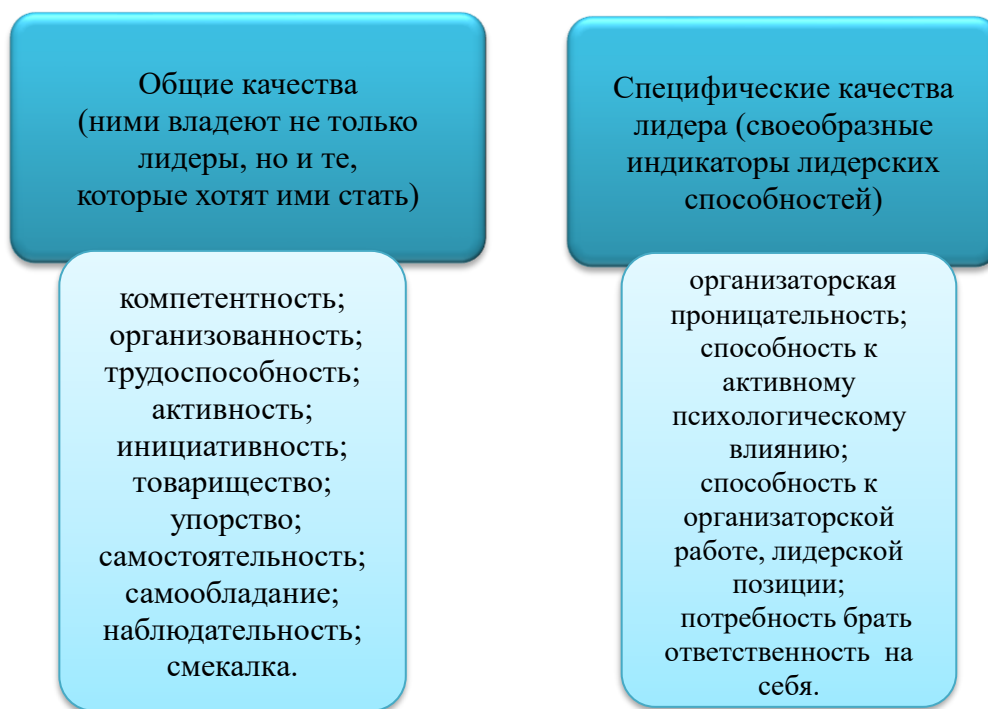 Общие качества
(ними владеют не только
лидеры, но и те,
которые хотят ими стать)
компетентность;
организованность;
трудоспособность;
активность;
инициативность;
товарищество;
упорство;
самостоятельность;
самообладание;
наблюдательность;
смекалка.
Специфические качества
лидера (своеобразные
индикаторы лидерских
способностей)
организаторская
проницательность;
способность к
активному
психологическому
влиянию;
способность к
организаторской
работе, лидерской
позиции;
потребность брать
ответственность на
себя.